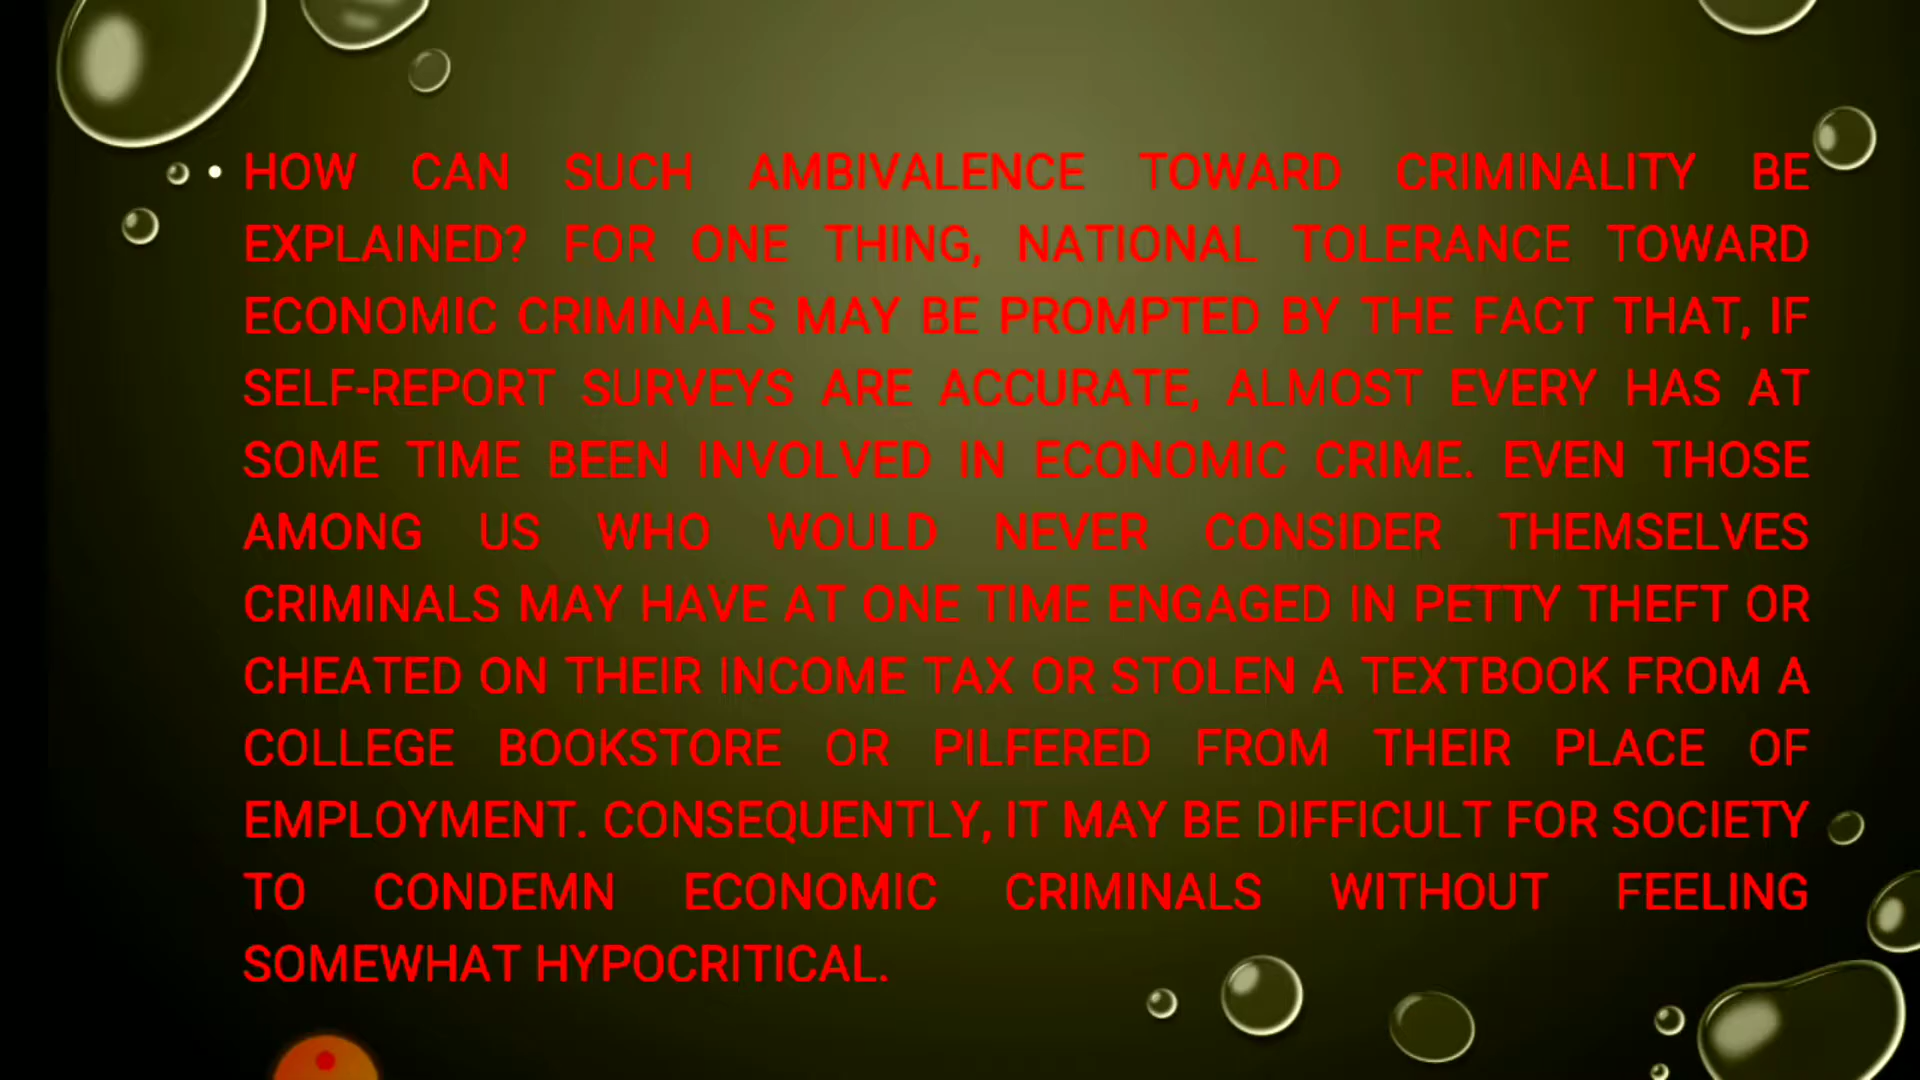 • HOW CAN SUCH AMBIVALENCE TOWARD CRIMINALITY BE
EXPLAINED? FOR ONE THING, NATIONAL TOLERANCE TOWARD
ECONOMIC CRIMINALS MAY BE PROMPTED BY THE FACT THAT, IF
SELF-REPORT SURVEYS ARE ACCURATE, ALMOST EVERY HAS AT
SOME TIME BEEN INVOLVED IN ECONOMIC CRIME. EVEN THOSE
AMONG US WHO WOULD NEVER CONSIDER THEMSELVES
CRIMINALS MAY HAVE AT ONE TIME ENGAGED IN PETTY THEFT OR
CHEATED ON THEIR INCOME TAX OR STOLEN A TEXTBOOK FROM A
COLLEGE BOOKSTORE OR PILFERED FROM THEIR PLACE OF
EMPLOYMENT. CONSEQUENTLY, IT MAY BE DIFFICULT FOR SOCIETY
TO CONDEMN ECONOMIC CRIMINALS WITHOUT FEELING
SOMEWHAT HYPOCRITICAL.